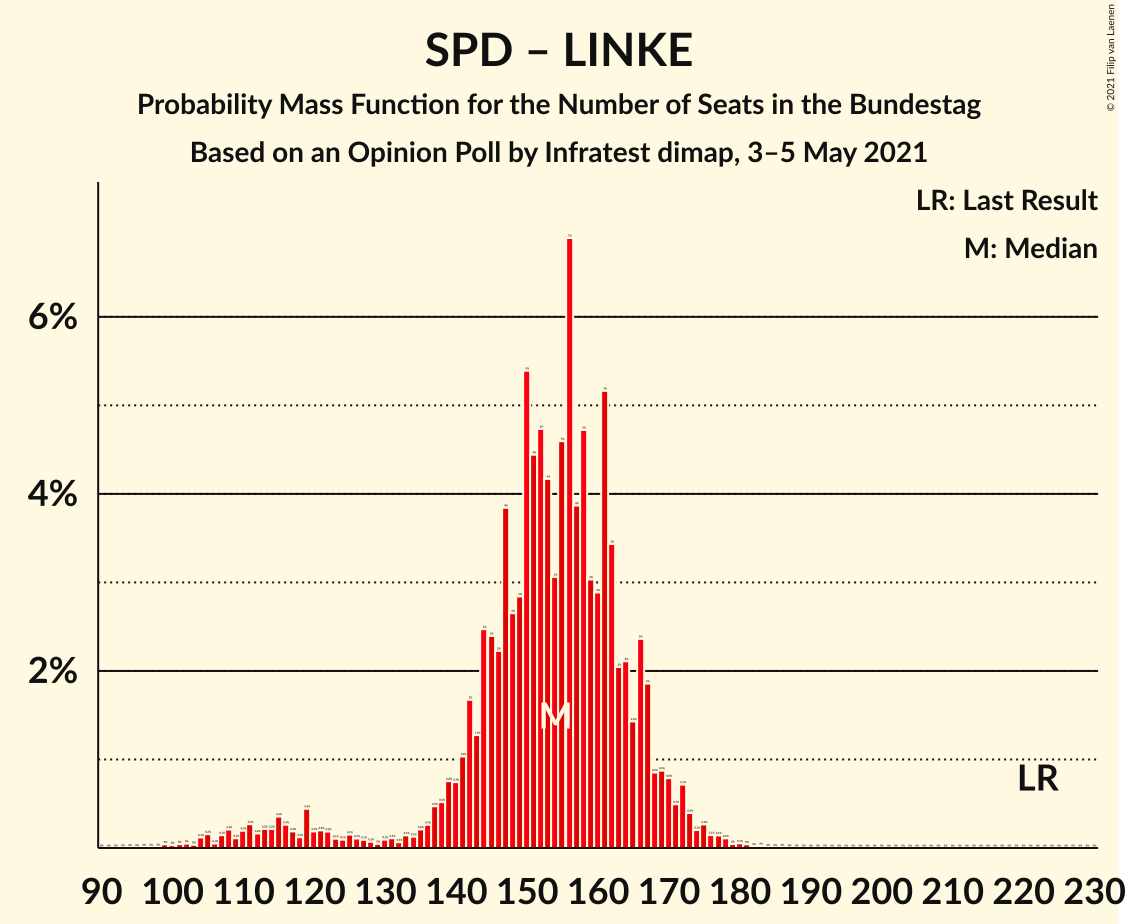 SPD – LINKE
Probability Mass Function for the Number of Seats in the Bundestag
Based on an Opinion Poll by Infratest dimap, 3–5 May 2021
© 2021 Filip van Laenen
LR: Last Result
M: Median
6%
4%
2%
M
LR
90 100 110 120 130 140 150 160 170 180 190 200 210 220 230